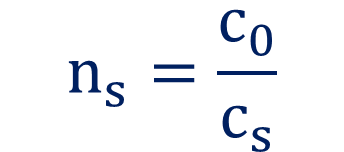 n_s = c_0 / c_s